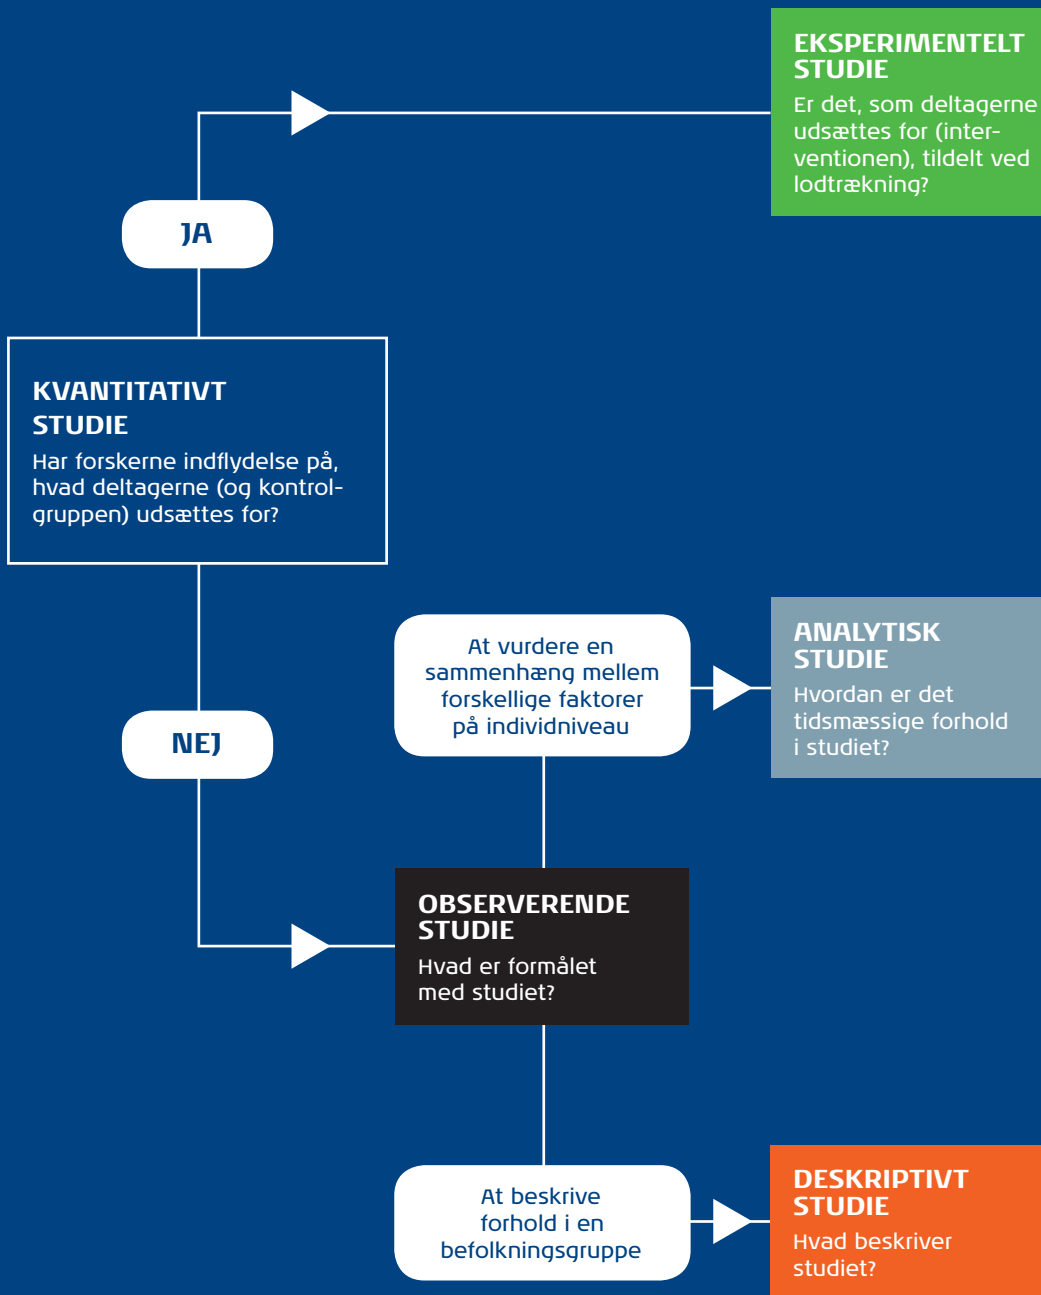 EKSPERIMENTELT
STUDIE
Er det, som deltagerne
udsættes for (inter-
ventionen), tildelt ved
lodtrækning?
JA
KVANTITATIVT
STUDIE
Har forskerne indflydelse på,
hvad deltagerne (og kontrol-
gruppen) udsættes for?
At vurdere en
sammenhæng mellem
forskellige faktorer
på individniveau
ANALYTISK
STUDIE
Hvordan er det
tidsmæssige forhold
i studiet?
NEJ
OBSERVERENDE
STUDIE
Hvad er formålet
med studiet?
At beskrive
forhold i en
befolkningsgruppe
DESKRIPTIVT
STUDIE
Hvad beskriver
studiet?